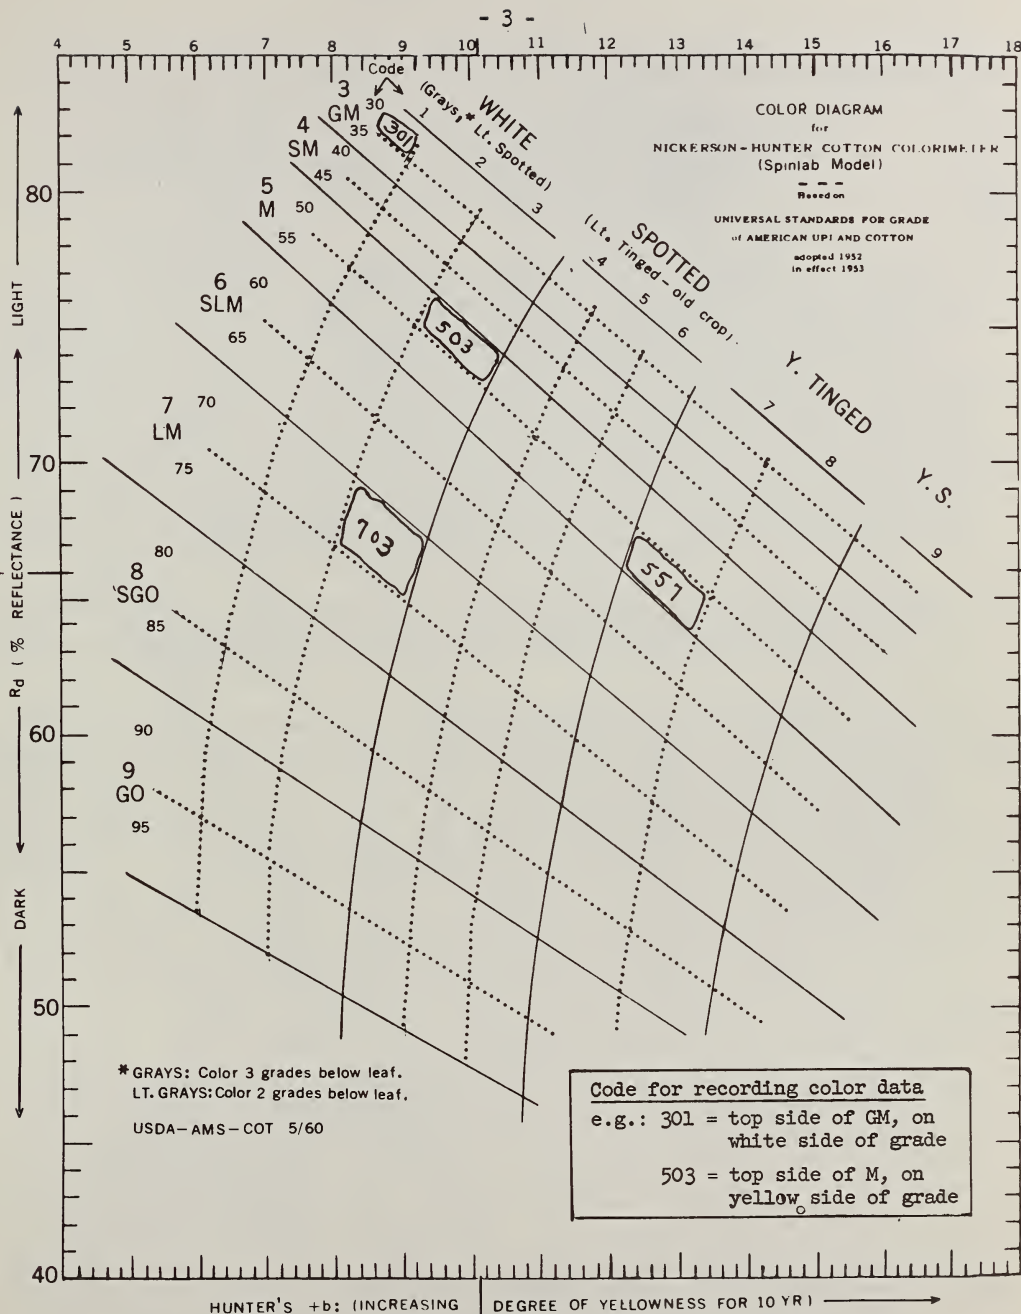 - 3 -
4 5 6 7 8 9 10 11 12 13 14 15 16 17 18
Code
3
GM 30
35
4
SM 40
45
5
M 50
55
6
SLM 60
65
7
LM 70
75
80
8
SGO
85
90
9
GO
95
301
503
703
557
1
2
3
WHITE
(Grays,* Lt. Spotted)
4
5
6
SPOTTED
(Lt. Tinged - old crop)
7
8
Y. TINGED
9
Y. S.
COLOR DIAGRAM
for
NICKERSON-HUNTER COTTON COLORIMETER
(Spinlab Model)
Based on
UNIVERSAL STANDARDS FOR GRADE
of AMERICAN UPLAND COTTON
adopted 1952
in effect 1953
80
70
60
50
40
LIGHT
Rd ( % REFLECTANCE )
DARK
* GRAYS: Color 3 grades below leaf.
LT. GRAYS: Color 2 grades below leaf.
USDA-AMS-COT 5/60
Code for recording color data
e.g.: 301 = top side of GM, on
white side of grade
503 = top side of M, on
yellow side of grade
HUNTER'S +b: (INCREASING DEGREE OF YELLOWNESS FOR 10 YR)